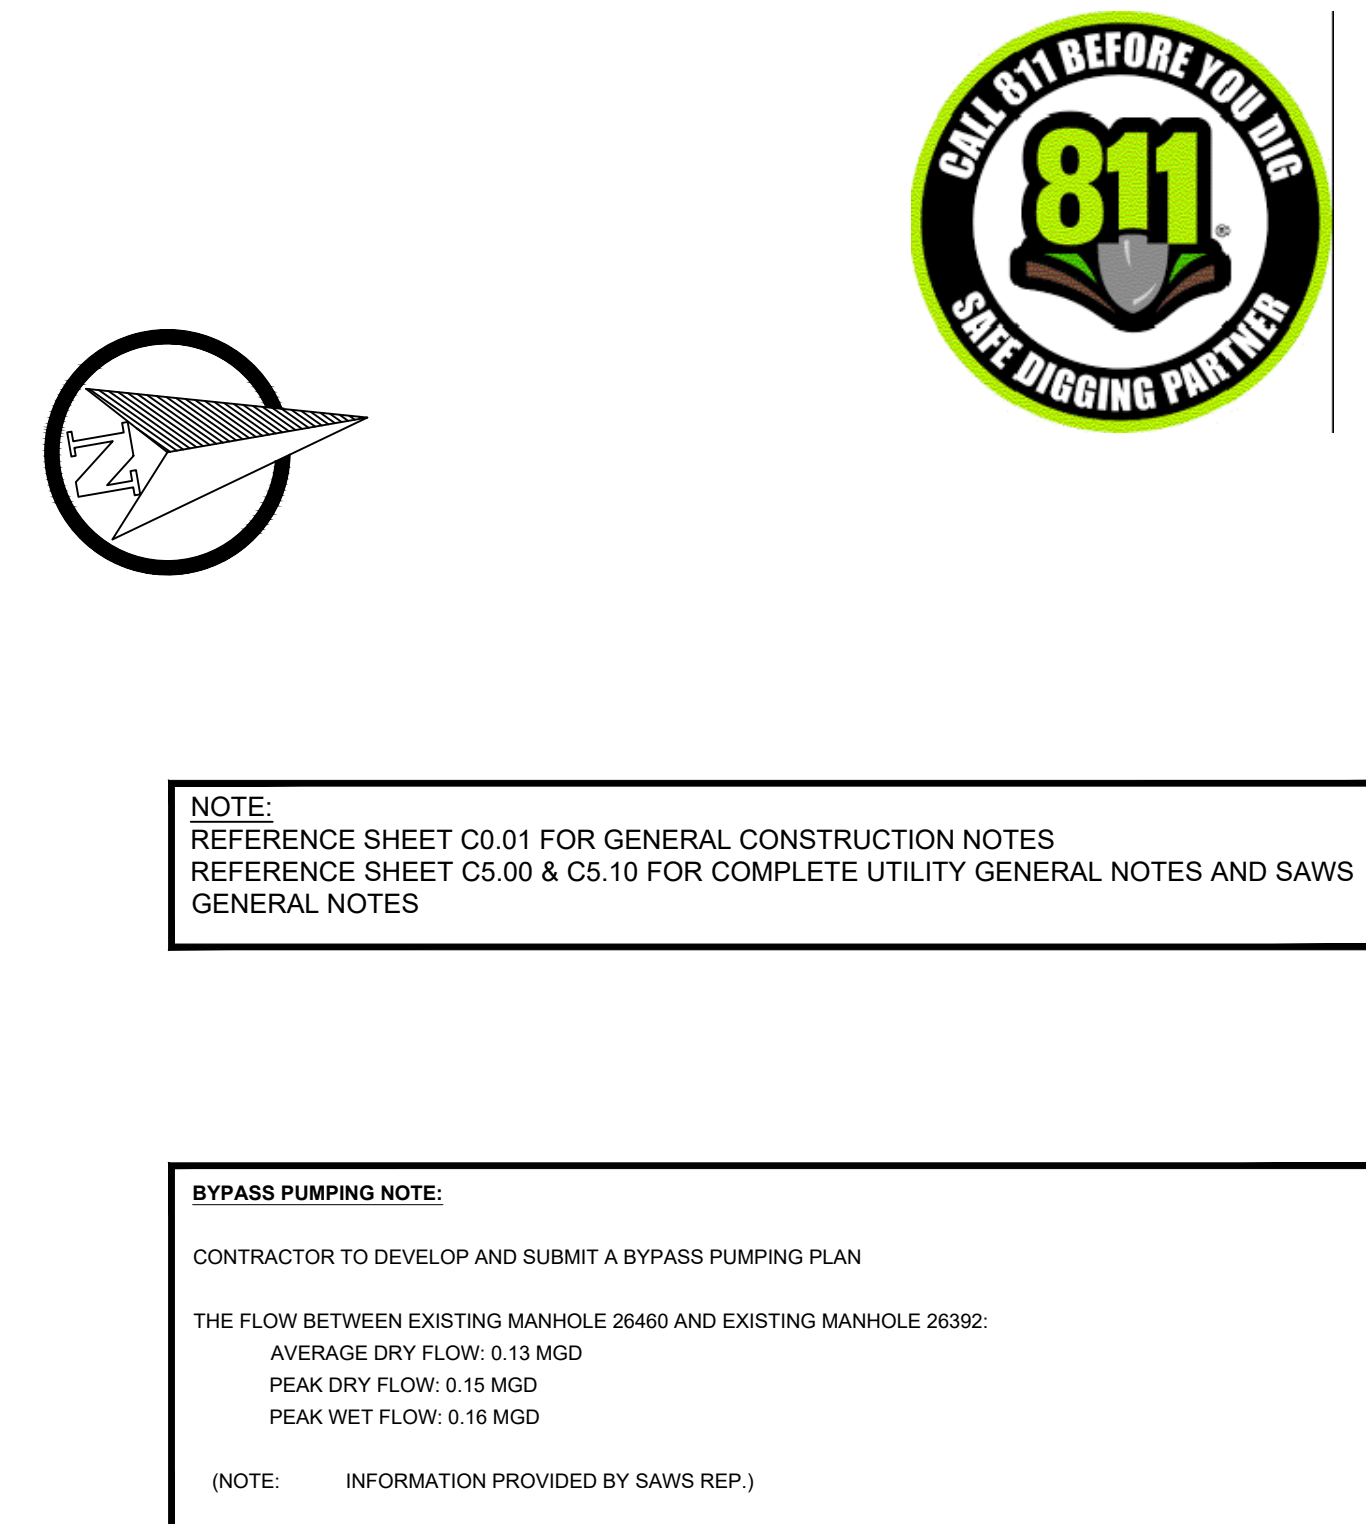 CALL 811 BEFORE YOU DIG
811
®
SAFE DIGGING PARTNER
N
NOTE:
REFERENCE SHEET C0.01 FOR GENERAL CONSTRUCTION NOTES
REFERENCE SHEET C5.00 & C5.10 FOR COMPLETE UTILITY GENERAL NOTES AND SAWS
GENERAL NOTES
BYPASS PUMPING NOTE:
CONTRACTOR TO DEVELOP AND SUBMIT A BYPASS PUMPING PLAN
THE FLOW BETWEEN EXISTING MANHOLE 26460 AND EXISTING MANHOLE 26392:
AVERAGE DRY FLOW: 0.13 MGD
PEAK DRY FLOW: 0.15 MGD
PEAK WET FLOW: 0.16 MGD
(NOTE: INFORMATION PROVIDED BY SAWS REP.)